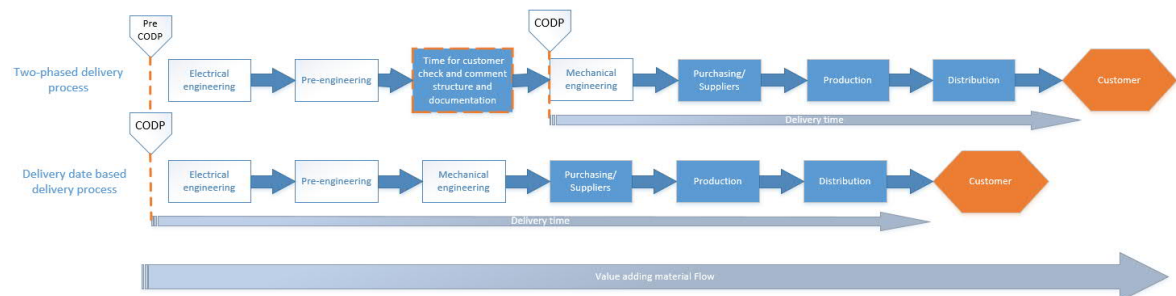 Pre
CODP
CODP
Two-phased delivery
process
Electrical
engineering
Pre-engineering
Time for customer
check and comment
structure and
documentation
Mechanical
engineering
Purchasing/
Suppliers
Production
Distribution
Customer
Delivery time
CODP
Delivery date based
delivery process
Electrical
engineering
Pre-engineering
Mechanical
engineering
Purchasing/
Suppliers
Production
Distribution
Customer
Delivery time
Value adding material Flow